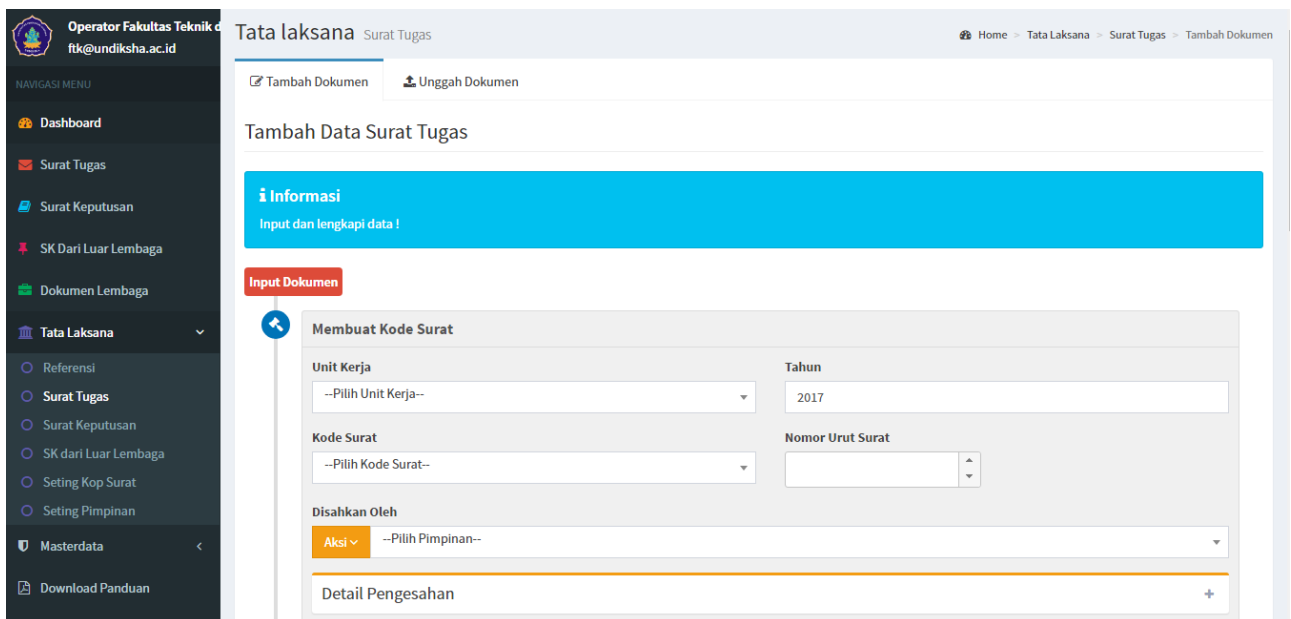 Operator Fakultas Teknik d
ftk@undiksha.ac.id
NAVIGASI MENU
Dashboard
Surat Tugas
Surat Keputusan
SK Dari Luar Lembaga
Dokumen Lembaga
Tata Laksana
Referensi
Surat Tugas
Surat Keputusan
SK dari Luar Lembaga
Seting Kop Surat
Seting Pimpinan
Masterdata
Download Panduan
Tata laksana Surat Tugas
Home > Tata Laksana > Surat Tugas > Tambah Dokumen
Tambah Dokumen
Unggah Dokumen
Tambah Data Surat Tugas
Informasi
Input dan lengkapi data !
Input Dokumen
Membuat Kode Surat
Unit Kerja
--Pilih Unit Kerja--
Tahun
2017
Kode Surat
--Pilih Kode Surat--
Nomor Urut Surat
Disahkan Oleh
Aksi
--Pilih Pimpinan--
Detail Pengesahan